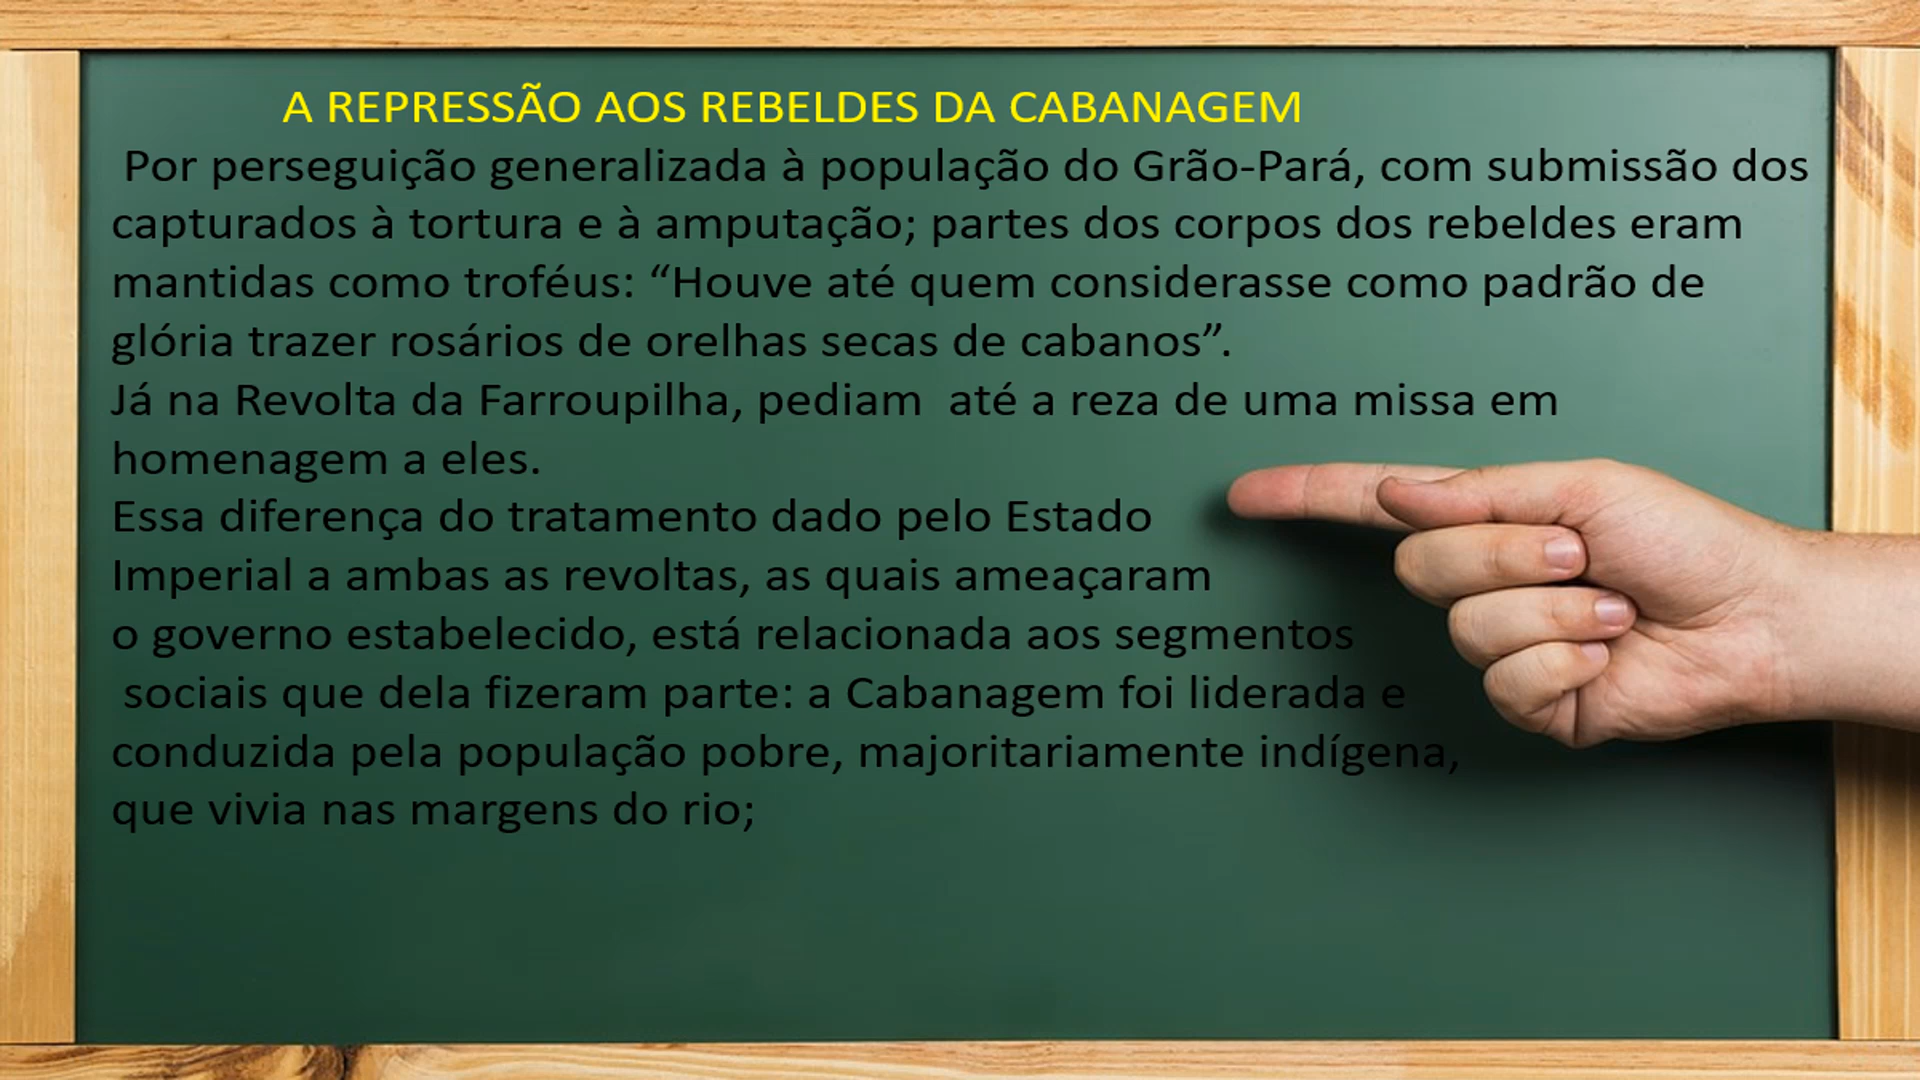 A REPRESSÃO AOS REBELDES DA CABANAGEM
Por perseguição generalizada à população do Grão-Pará, com submissão dos
capturados à tortura e à amputação; partes dos corpos dos rebeldes eram
mantidas como troféus: “Houve até quem considerasse como padrão de
glória trazer rosários de orelhas secas de cabanos”.
Já na Revolta da Farroupilha, pediam até a reza de uma missa em
homenagem a eles.
Essa diferença do tratamento dado pelo Estado
Imperial a ambas as revoltas, as quais ameaçaram
o governo estabelecido, está relacionada aos segmentos
sociais que dela fizeram parte: a Cabanagem foi liderada e
conduzida pela população pobre, majoritariamente indígena,
que vivia nas margens do rio;